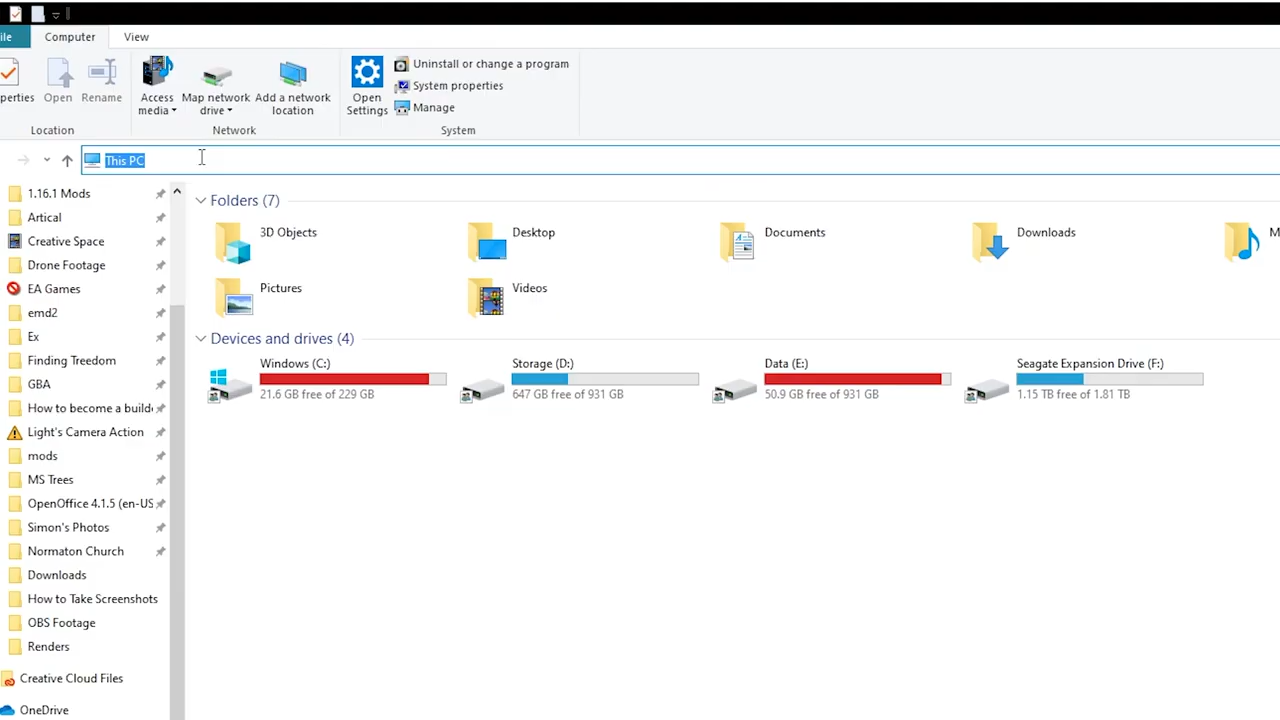 ile
Computer
View
perties
Open
Rename
Access media
Map network drive
Add a network location
Open Settings
Uninstall or change a program
System properties
Manage
Location
Network
System
This PC
1.16.1 Mods
Artical
Creative Space
Drone Footage
EA Games
emd2
Ex
Finding Treedom
GBA
How to become a build
Light's Camera Action
mods
MS Trees
OpenOffice 4.1.5 (en-US
Simon's Photos
Normaton Church
Downloads
How to Take Screenshots
OBS Footage
Renders
Creative Cloud Files
OneDrive
Folders (7)
3D Objects
Desktop
Documents
Downloads
M
Pictures
Videos
Devices and drives (4)
Windows (C:)
21.6 GB free of 229 GB
Storage (D:)
647 GB free of 931 GB
Data (E:)
50.9 GB free of 931 GB
Seagate Expansion Drive (F:)
1.15 TB free of 1.81 TB